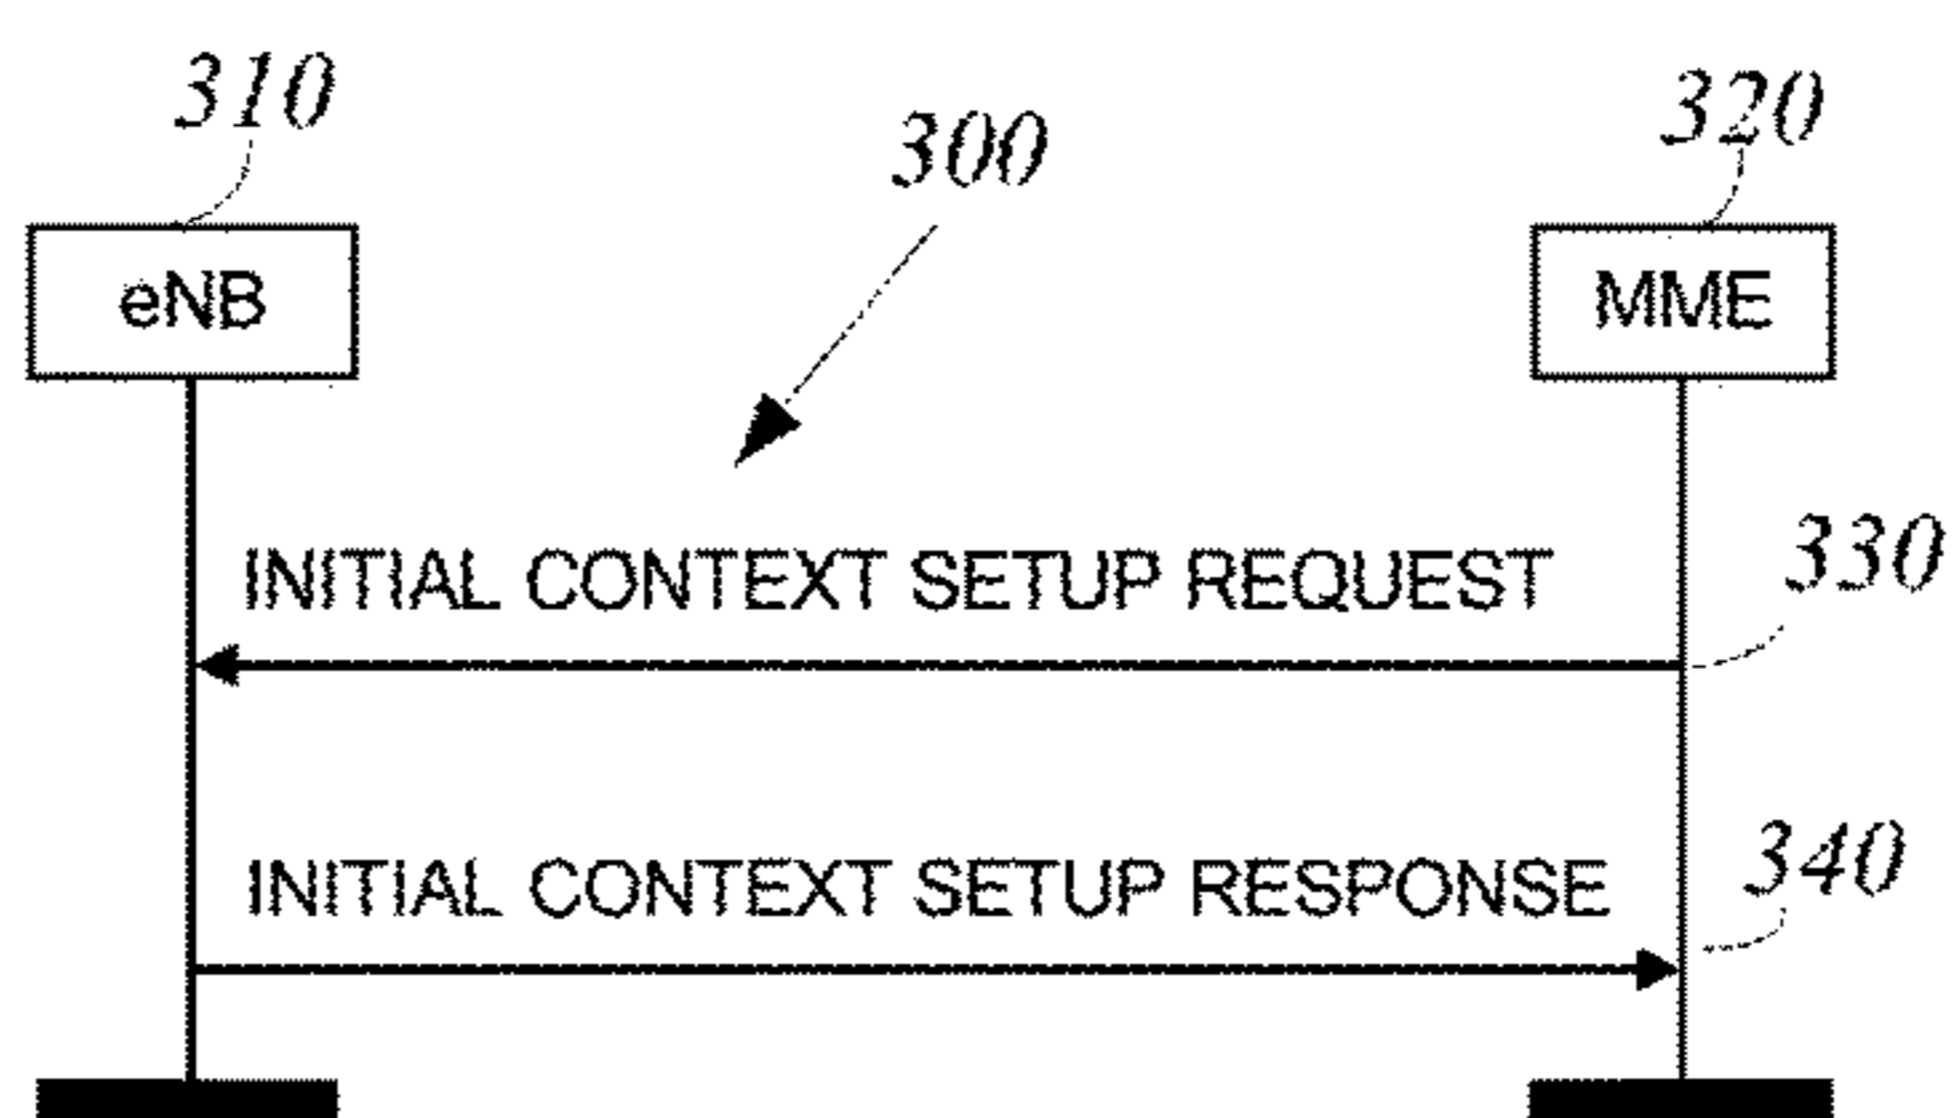 310
300
320
eNB
MME
INITIAL CONTEXT SETUP REQUEST
330
INITIAL CONTEXT SETUP RESPONSE
340